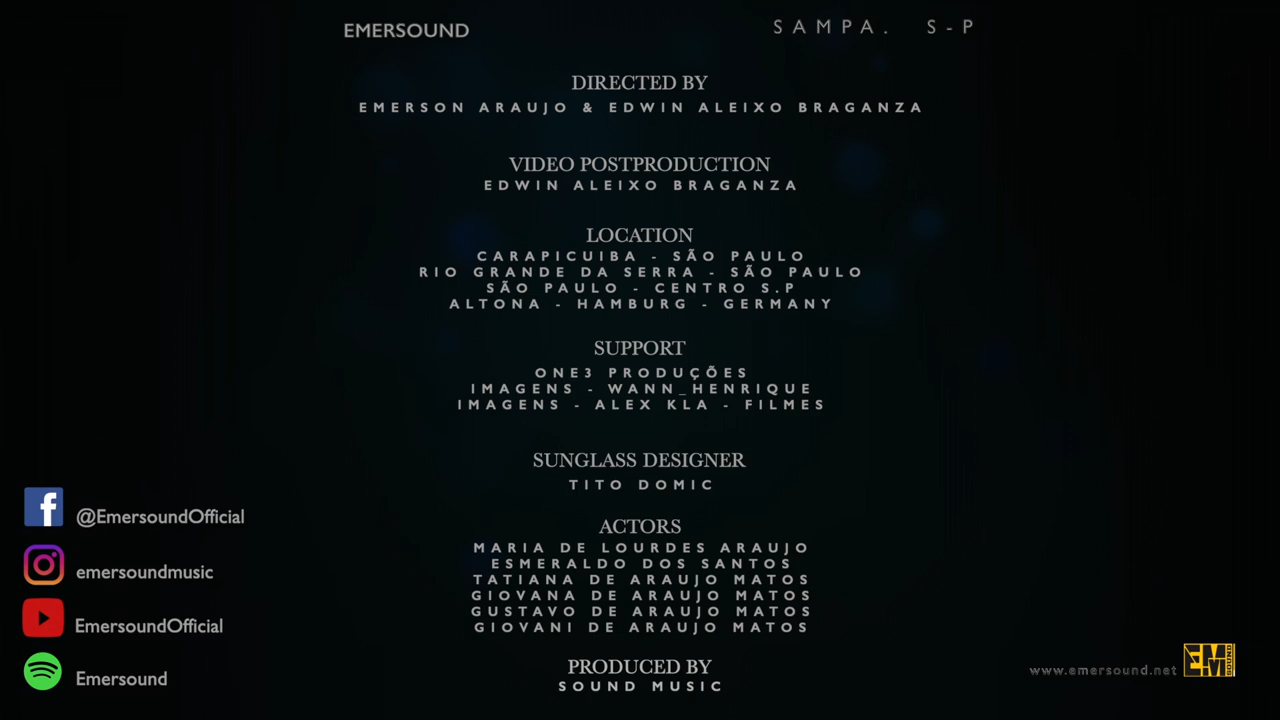 EMERSOUND
SAMPA. S-P
DIRECTED BY
EMERSON ARAUJO & EDWIN ALEIXO BRAGANZA
VIDEO POSTPRODUCTION
EDWIN ALEIXO BRAGANZA
LOCATION
CARAPICUIBA - SÃO PAULO
RIO GRANDE DA SERRA - SÃO PAULO
SÃO PAULO - CENTRO S.P
ALTONA - HAMBURG - GERMANY
SUPPORT
ONE3 PRODUÇÕES
IMAGENS - WANN_HENRIQUE
IMAGENS - ALEX KLA - FILMES
SUNGLASS DESIGNER
TITO DOMIC
ACTORS
MARIA DE LOURDES ARAUJO
ESMERALDO DOS SANTOS
TATIANA DE ARAUJO MATOS
GIOVANA DE ARAUJO MATOS
GUSTAVO DE ARAUJO MATOS
GIOVANI DE ARAUJO MATOS
PRODUCED BY
SOUND MUSIC
@EmersoundOfficial
emersoundmusic
EmersoundOfficial
Emersound
www.emersound.net
EM SOUND